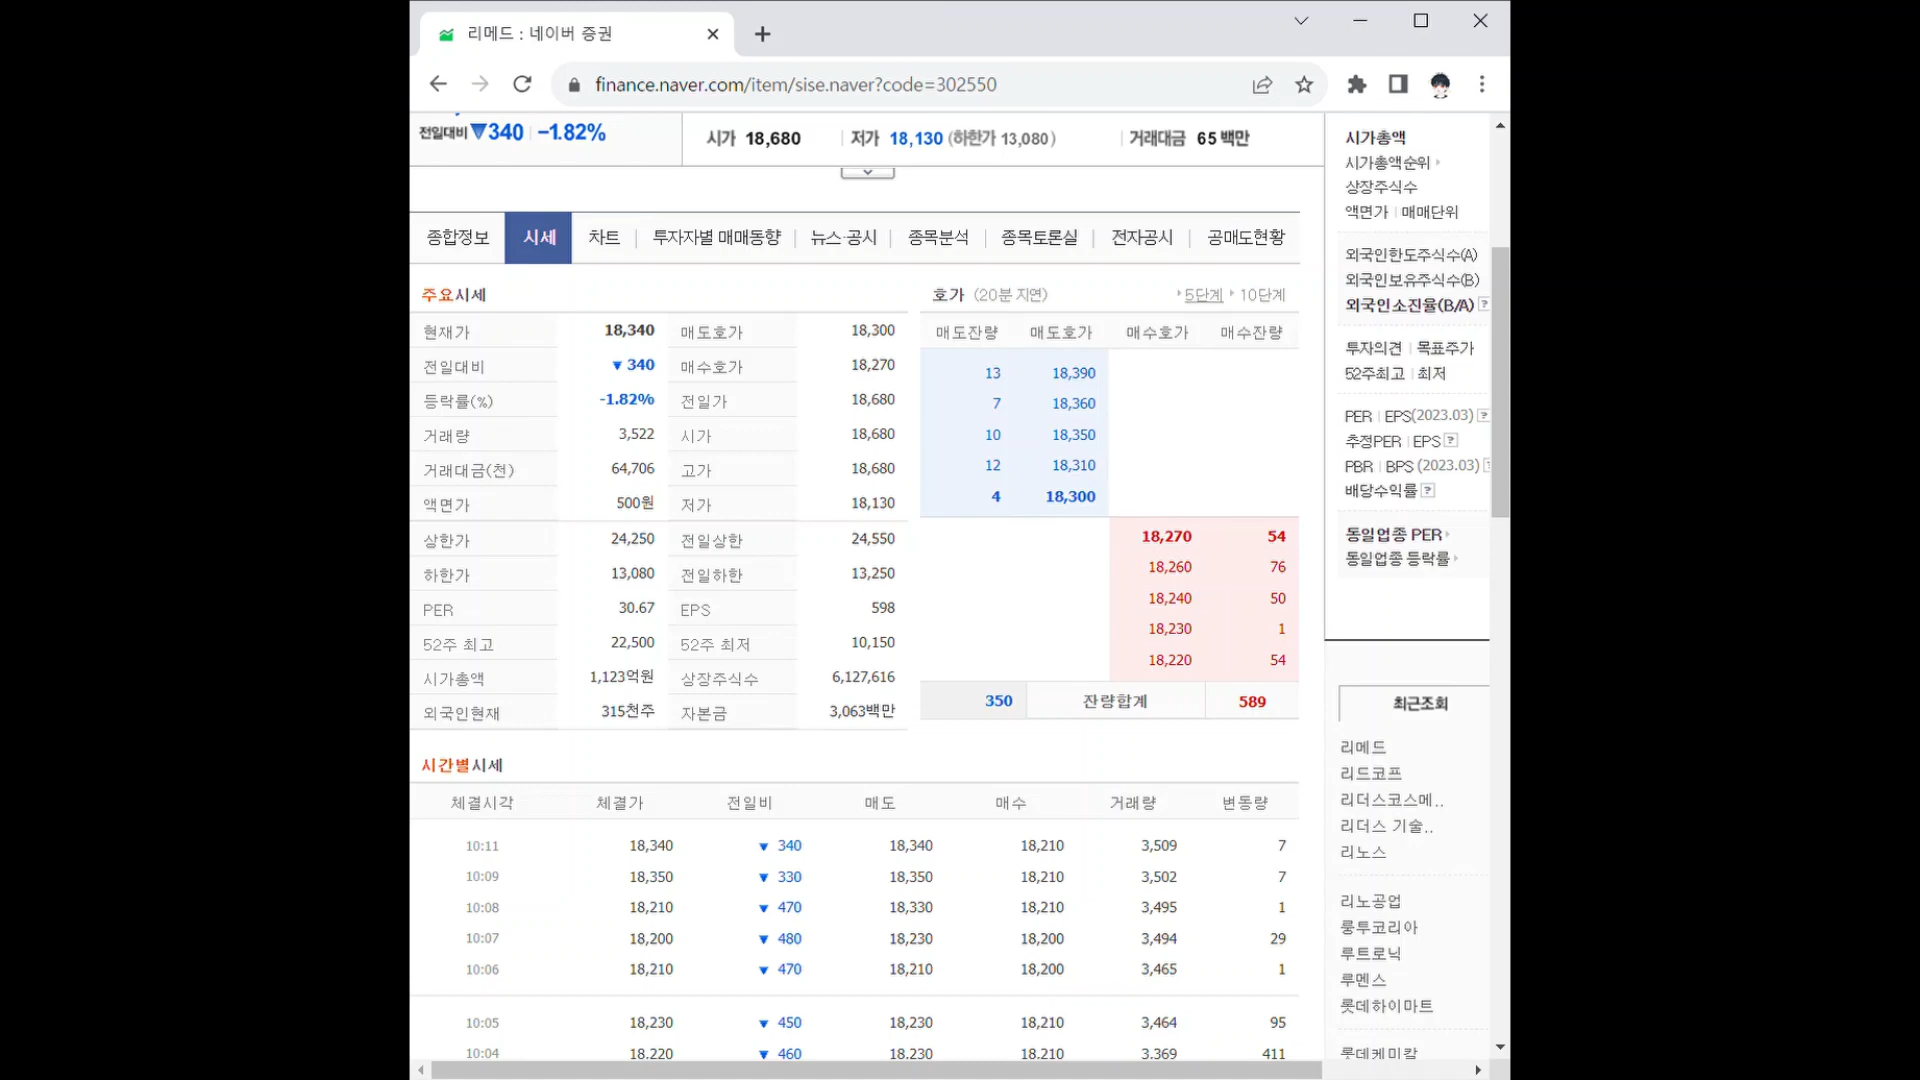 리메드 : 네이버 증권
finance.naver.com/item/sise.naver?code=302550
전일대비 ▼340 −1.82%
시가 18,680 저가 18,130 (하한가 13,080) 거래대금 65 백만
종합정보 시세 차트 투자자별 매매동향 뉴스·공시 종목분석 종목토론실 전자공시 공매도현황
주요시세
현재가 18,340 매도호가 18,300
전일대비 ▼ 340 매수호가 18,270
등락률(%) -1.82% 전일가 18,680
거래량 3,522 시가 18,680
거래대금(천) 64,706 고가 18,680
액면가 500원 저가 18,130
상한가 24,250 전일상한 24,550
하한가 13,080 전일하한 13,250
PER 30.67 EPS 598
52주 최고 22,500 52주 최저 10,150
시가총액 1,123억원 상장주식수 6,127,616
외국인현재 315천주 자본금 3,063백만
호가 (20분 지연) 5단계 10단계
매도잔량 매도호가 매수호가 매수잔량
13 18,390
7 18,360
10 18,350
12 18,310
4 18,300
18,270 54
18,260 76
18,240 50
18,230 1
18,220 54
350 잔량합계 589
시간별시세
체결시각 체결가 전일비 매도 매수 거래량 변동량
10:11 18,340 ▼ 340 18,340 18,210 3,509 7
10:09 18,350 ▼ 330 18,350 18,210 3,502 7
10:08 18,210 ▼ 470 18,330 18,210 3,495 1
10:07 18,200 ▼ 480 18,230 18,200 3,494 29
10:06 18,210 ▼ 470 18,210 18,200 3,465 1
10:05 18,230 ▼ 450 18,230 18,210 3,464 95
10:04 18,220 ▼ 460 18,230 18,210 3,369 411
시가총액
시가총액순위
상장주식수
액면가 | 매매단위
외국인한도주식수(A)
외국인보유주식수(B)
외국인소진율(B/A) ?
투자의견 | 목표주가
52주최고 | 최저
PER | EPS(2023.03) ?
추정PER | EPS ?
PBR | BPS (2023.03) ?
배당수익률 ?
동일업종 PER
동일업종 등락률
최근조회
리메드
리드코프
리더스코스메..
리더스 기술..
리노스
리노공업
룽투코리아
루트로닉
루멘스
롯데하이마트
롯데케미칼